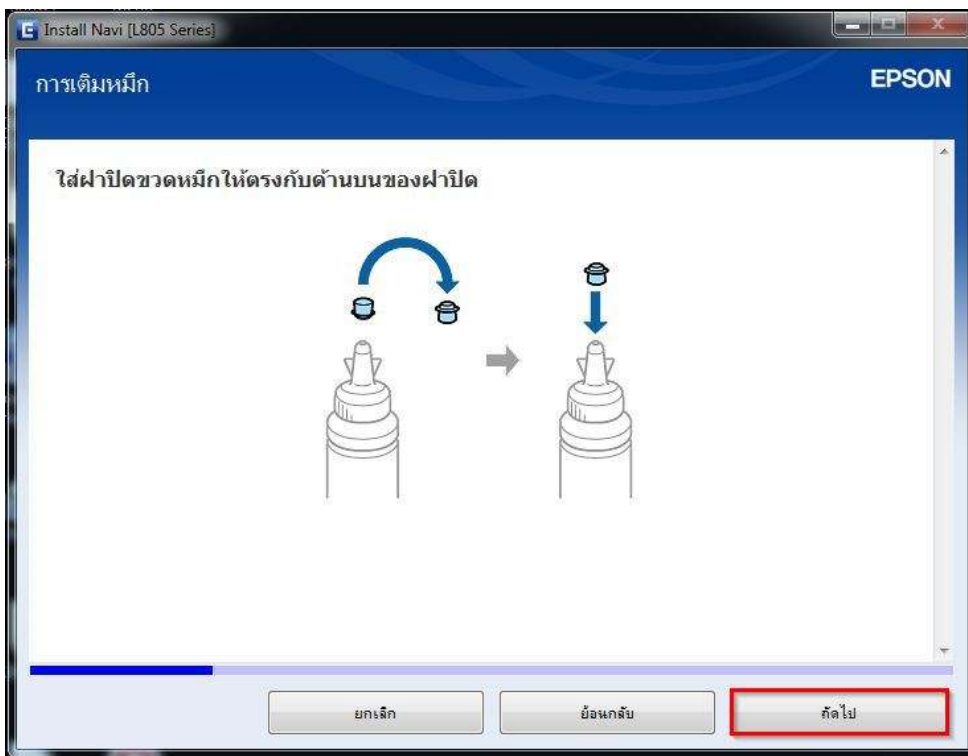 Install Navi [L805 Series]
การเติมหมึก
EPSON
ใส่ฝาปิดขวดหมึกให้ตรงกับด้านบนของฝาปิด
ยกเลิก
ย้อนกลับ
ถัดไป